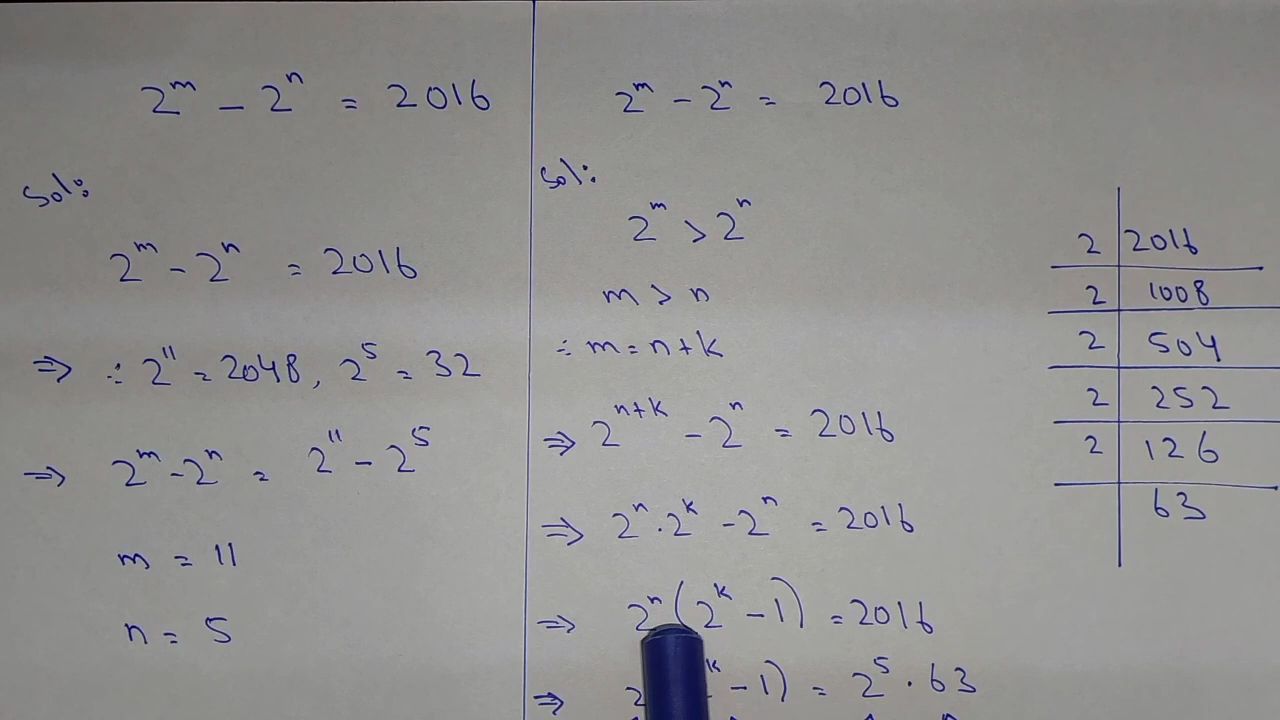 2^m - 2^n = 2016
Sol:
2^m - 2^n = 2016
⇒ ∴ 2^11 = 2048, 2^5 = 32
⇒ 2^m - 2^n = 2^11 - 2^5
m = 11
n = 5
2^m - 2^n = 2016
Sol:
2^m > 2^n
m > n
∴ m = n+k
⇒ 2^(n+k) - 2^n = 2016
⇒ 2^n . 2^k - 2^n = 2016
⇒ 2^n (2^k - 1) = 2016
⇒ 2 ^k - 1) = 2^5 . 63
2 | 2016
2 | 1008
2 | 504
2 | 252
2 | 126
| 63